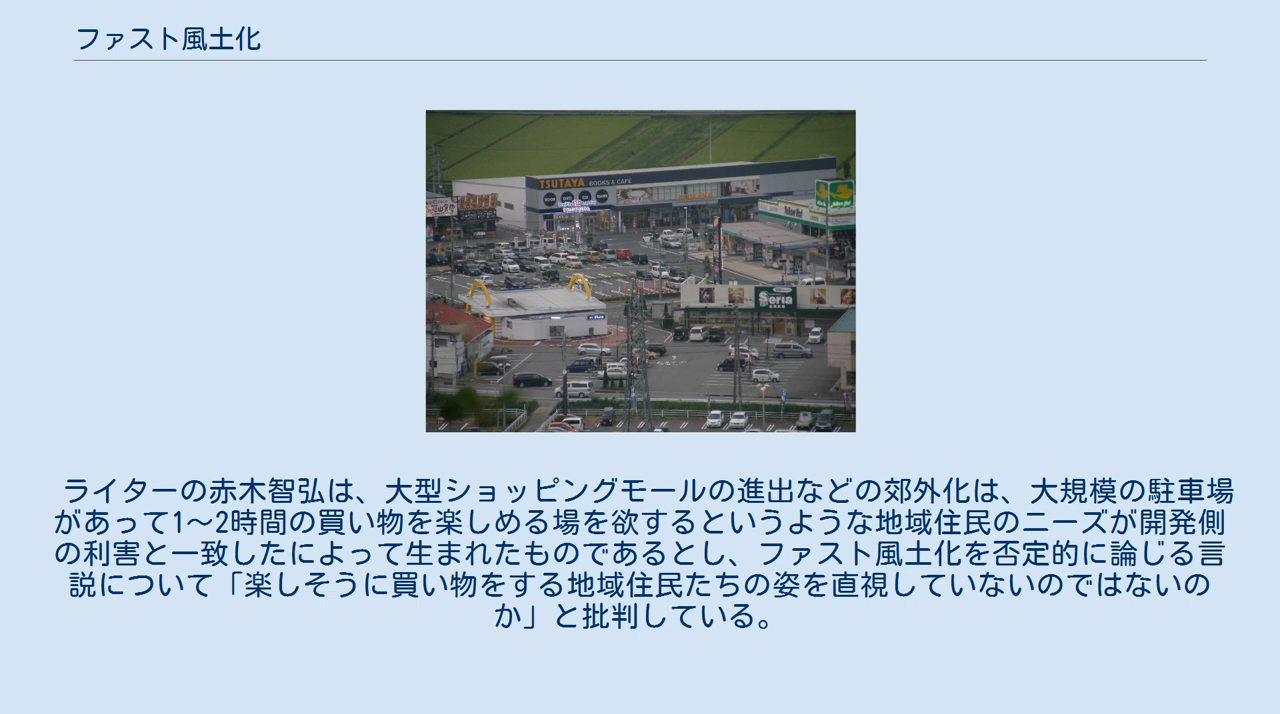 ファスト風土化
TSUTAYA BOOKS & CAFE
Seria
ライターの赤木智弘は、大型ショッピングモールの進出などの郊外化は、大規模の駐車場
があって1〜2時間の買い物を楽しめる場を欲するというような地域住民のニーズが開発側
の利害と一致したによって生まれたものであるとし、ファスト風土化を否定的に論じる言
説について「楽しそうに買い物をする地域住民たちの姿を直視していないのではないの
か」と批判している。